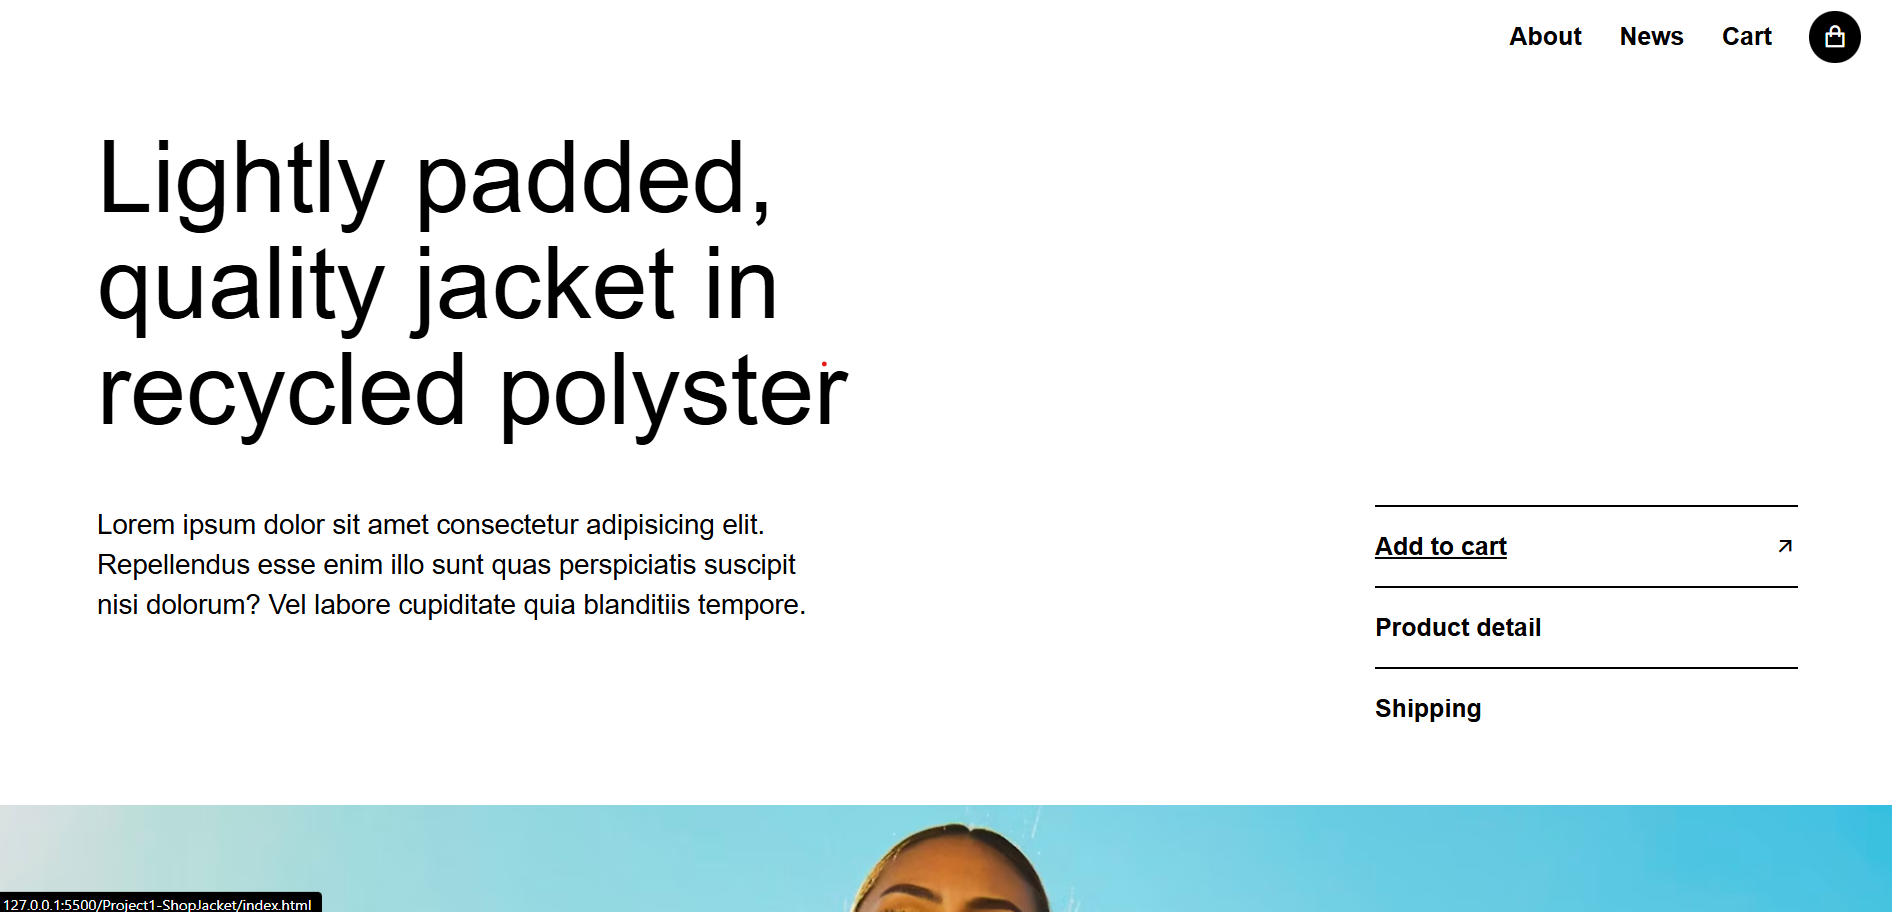 About News Cart
Lightly padded,
quality jacket in
recycled polyster
Lorem ipsum dolor sit amet consectetur adipisicing elit.
Repellendus esse enim illo sunt quas perspiciatis suscipit
nisi dolorum? Vel labore cupiditate quia blanditiis tempore.
Add to cart
Product detail
Shipping
127.0.0.1:5500/Project1-ShopJacket/index.html